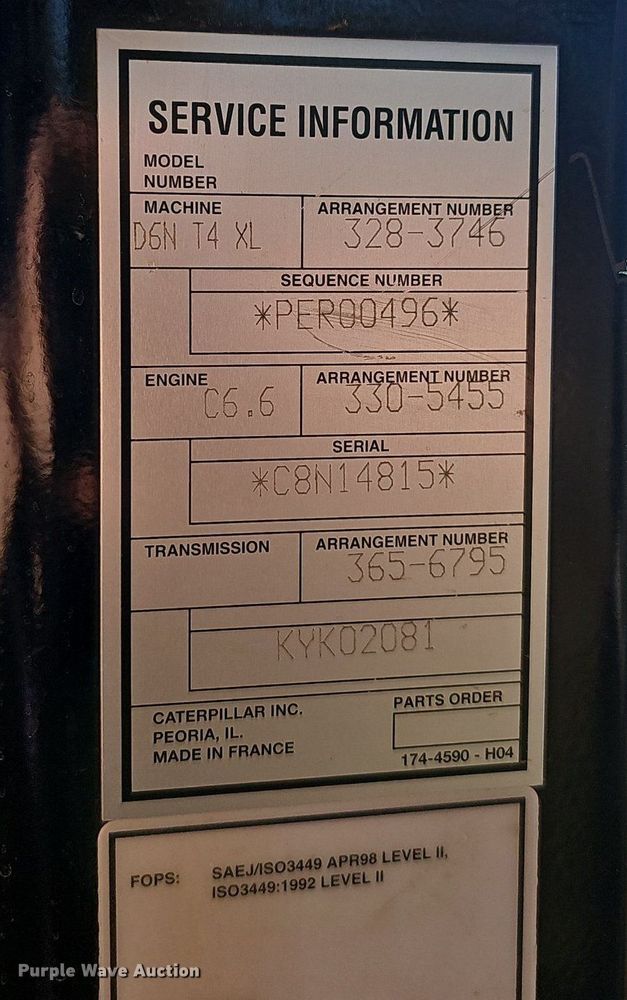 SERVICE INFORMATION
MODEL
NUMBER
MACHINE
D6N T4 XL
ARRANGEMENT NUMBER
328-3746
SEQUENCE NUMBER
*PER00496*
ENGINE
C6.6
ARRANGEMENT NUMBER
330-5455
SERIAL
*C8N14815*
TRANSMISSION
ARRANGEMENT NUMBER
365-6795
KYK02081
CATERPILLAR INC.
PEORIA, IL.
MADE IN FRANCE
PARTS ORDER
174-4590 - H04
FOPS:
SAEJ/ISO3449 APR98 LEVEL II,
ISO3449:1992 LEVEL II
Purple Wave Auction